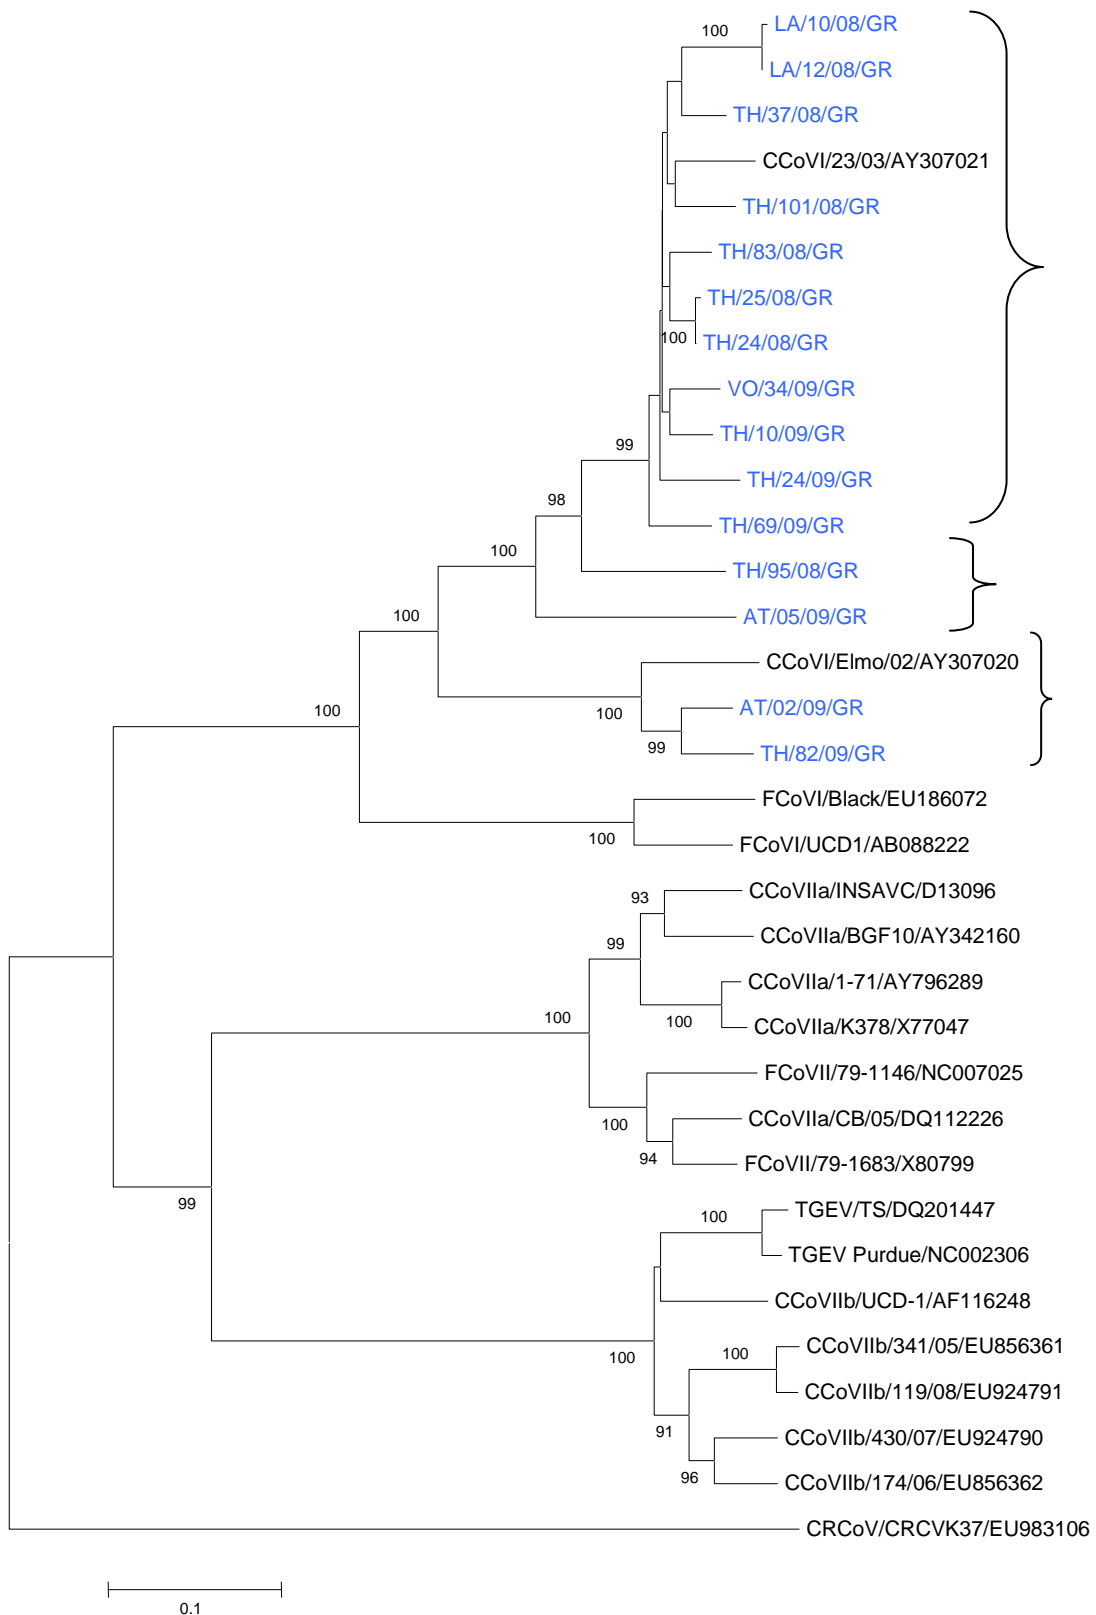 100
LA/10/08/GR
LA/12/08/GR
TH/37/08/GR
CCoVI/23/03/AY307021
TH/101/08/GR
TH/83/08/GR
TH/25/08/GR
100
TH/24/08/GR
VO/34/09/GR
TH/10/09/GR
99
TH/24/09/GR
98
TH/69/09/GR
100
TH/95/08/GR
100
AT/05/09/GR
CCoVI/Elmo/02/AY307020
100
100
AT/02/09/GR
99
TH/82/09/GR
FCoVI/Black/EU186072
100
FCoVI/UCD1/AB088222
93
CCoVIIa/INSAVC/D13096
99
CCoVIIa/BGF10/AY342160
CCoVIIa/1-71/AY796289
100
100
CCoVIIa/K378/X77047
FCoVII/79-1146/NC007025
100
CCoVIIa/CB/05/DQ112226
94
FCoVII/79-1683/X80799
99
TGEV/TS/DQ201447
100
TGEV Purdue/NC002306
CCoVIIb/UCD-1/AF116248
100
CCoVIIb/341/05/EU856361
100
CCoVIIb/119/08/EU924791
91
CCoVIIb/430/07/EU924790
96
CCoVIIb/174/06/EU856362
CRCoV/CRCVK37/EU983106
0.1